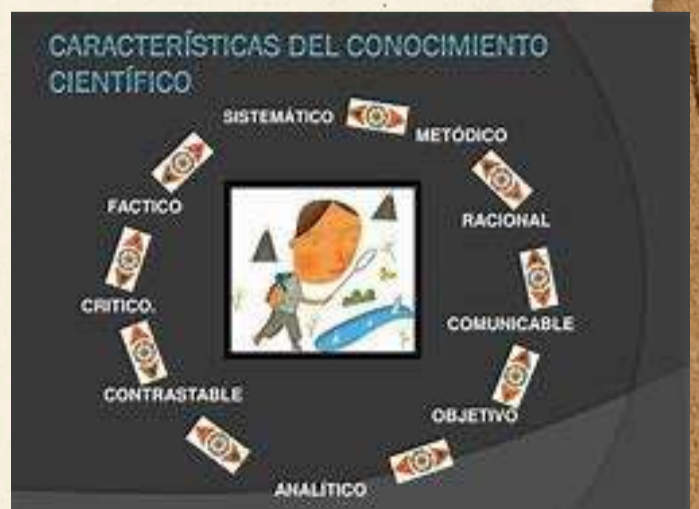 CARACTERÍSTICAS DEL CONOCIMIENTO
CIENTÍFICO
SISTEMÁTICO
METÓDICO
RACIONAL
COMUNICABLE
OBJETIVO
ANALÍTICO
CONTRASTABLE
CRITICO.
FACTICO